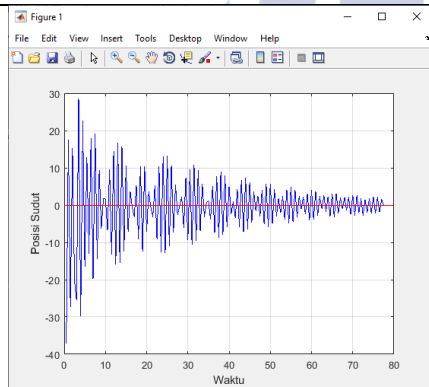 Figure 1
File Edit View Insert Tools Desktop Window Help
30
20
10
0
-10
-20
-30
-40
Posisi Sudut
0 10 20 30 40 50 60 70 80
Waktu